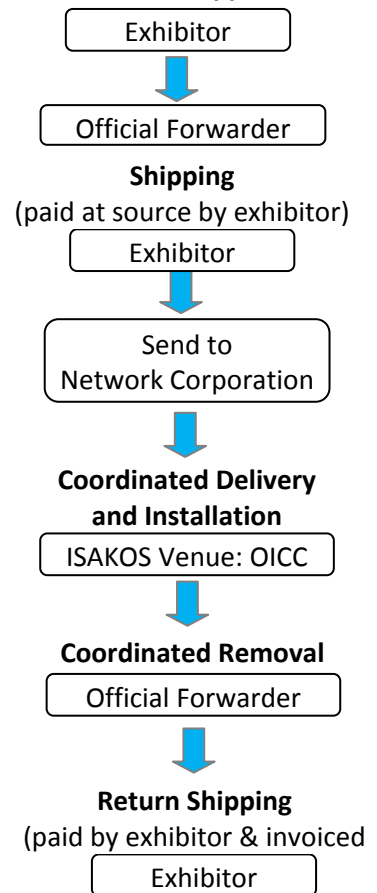 Exhibitor
Official Forwarder
Shipping
(paid at source by exhibitor)
Exhibitor
Send to
Network Corporation
Coordinated Delivery
and Installation
ISAKOS Venue: OICC
Coordinated Removal
Official Forwarder
Return Shipping
(paid by exhibitor & invoiced
Exhibitor